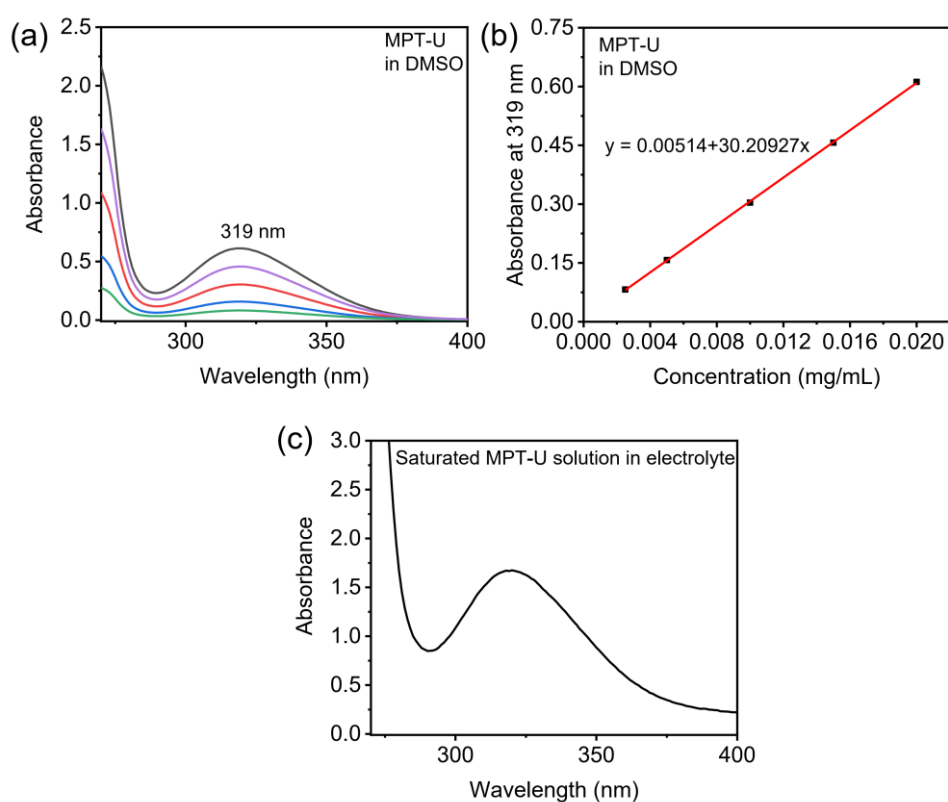 (a)
MPT-U
in DMSO
319 nm
2.5
2.0
1.5
1.0
0.5
0.0
Absorbance
300
350
400
Wavelength (nm)
(b)
MPT-U
in DMSO
y = 0.00514+30.20927x
0.60
0.45
0.30
0.15
0.00
Absorbance at 319 nm
0.000 0.004 0.008 0.012 0.016 0.020
Concentration (mg/mL)
(c)
Saturated MPT-U solution in electrolyte
3.0
2.5
2.0
1.5
1.0
0.5
0.0
Absorbance
300
350
400
Wavelength (nm)